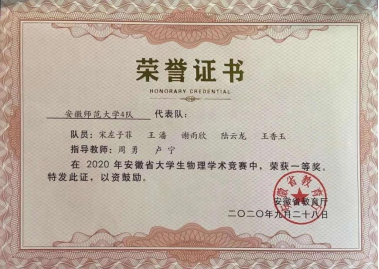 荣誉证书
HONORARY CREDENTIAL
安徽师范大学4队 代表队：
队员：宋左子菲 王潘 谢雨欣 陆云龙 王香玉
指导教师：周勇 卢宁
在 2020 年安徽省大学生物理学术竞赛中，荣获一等奖。
特发此证，以资鼓励。
安徽省教育厅
二〇二〇年九月二十八日